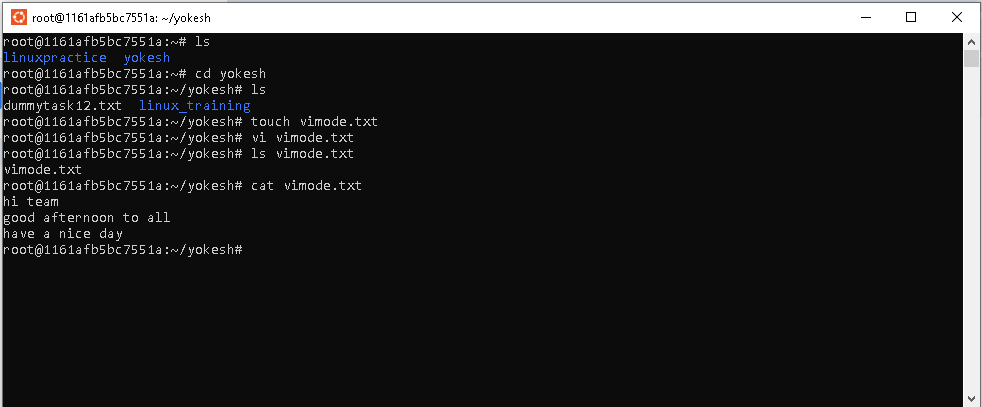 root@1161afb5bc7551a: ~/yokesh
root@1161afb5bc7551a:~# ls
linuxpractice  yokesh
root@1161afb5bc7551a:~# cd yokesh
root@1161afb5bc7551a:~/yokesh# ls
dummytask12.txt  linux_training
root@1161afb5bc7551a:~/yokesh# touch vimode.txt
root@1161afb5bc7551a:~/yokesh# vi vimode.txt
root@1161afb5bc7551a:~/yokesh# ls vimode.txt
vimode.txt
root@1161afb5bc7551a:~/yokesh# cat vimode.txt
hi team
good afternoon to all
have a nice day
root@1161afb5bc7551a:~/yokesh#